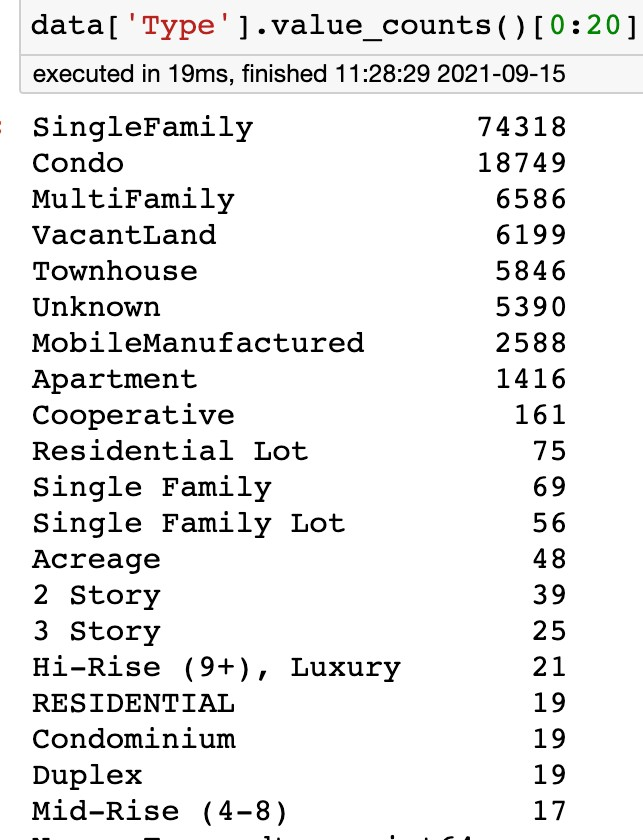 data['Type'].value_counts()[0:20]
executed in 19ms, finished 11:28:29 2021-09-15
SingleFamily 74318
Condo 18749
MultiFamily 6586
VacantLand 6199
Townhouse 5846
Unknown 5390
MobileManufactured 2588
Apartment 1416
Cooperative 161
Residential Lot 75
Single Family 69
Single Family Lot 56
Acreage 48
2 Story 39
3 Story 25
Hi-Rise (9+), Luxury 21
RESIDENTIAL 19
Condominium 19
Duplex 19
Mid-Rise (4-8) 17